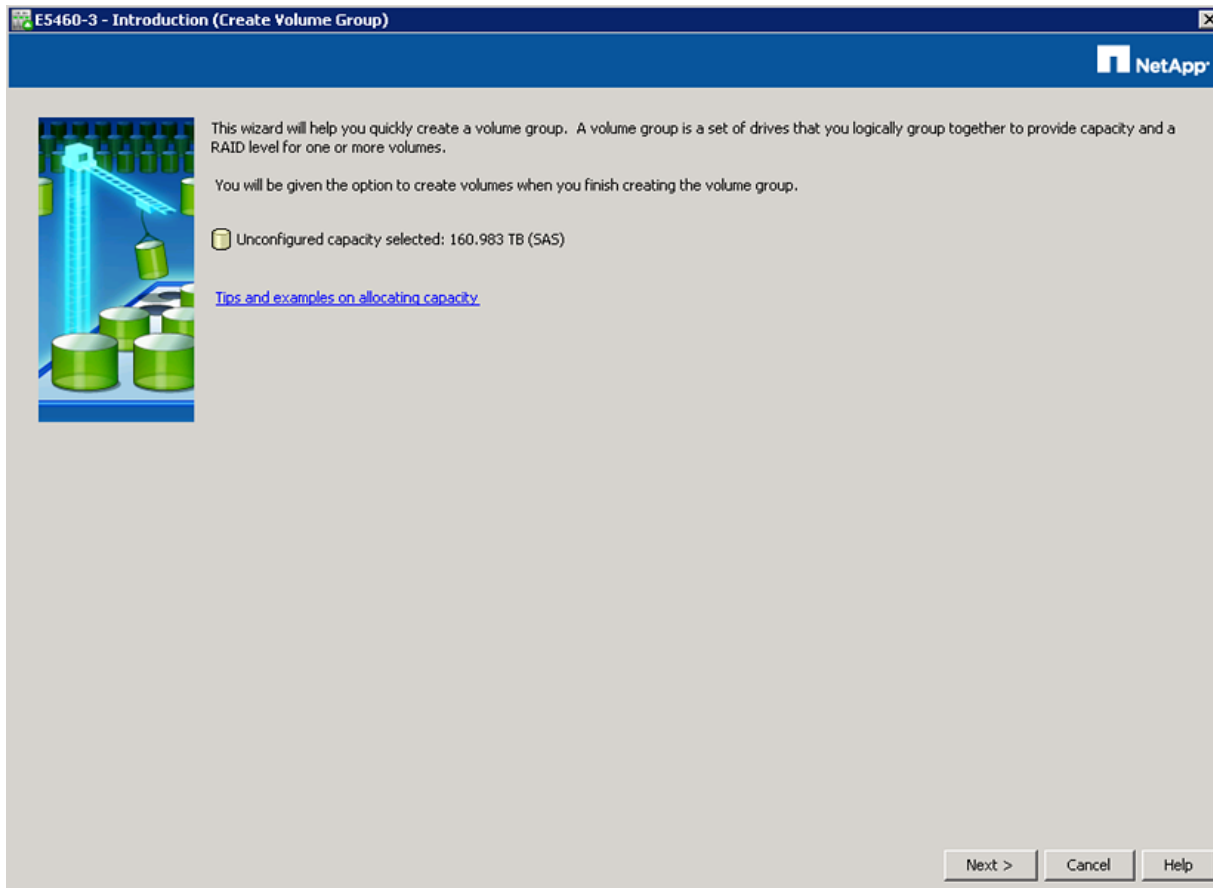 E5460-3 - Introduction (Create Volume Group)
NetApp
This wizard will help you quickly create a volume group. A volume group is a set of drives that you logically group together to provide capacity and a
RAID level for one or more volumes.
You will be given the option to create volumes when you finish creating the volume group.
Unconfigured capacity selected: 160.983 TB (SAS)
Tips and examples on allocating capacity
Next > Cancel Help